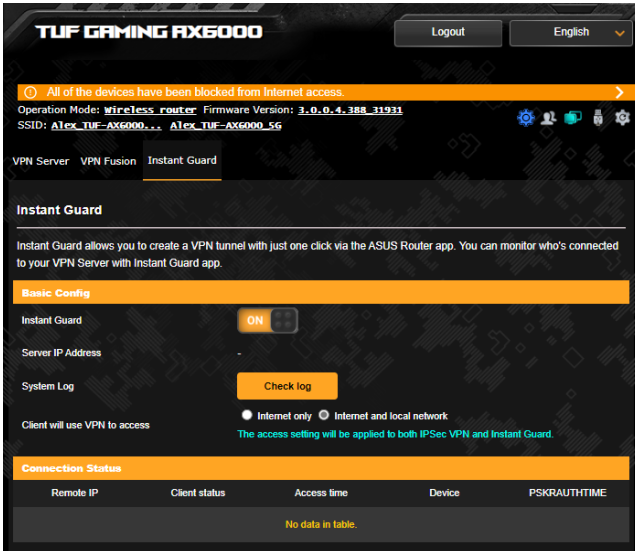 TUF GAMING AX6000
Logout
English
All of the devices have been blocked from Internet access.
Operation Mode: Wireless router Firmware Version: 3.0.0.4.388_31931
SSID: Alex_TUF-AX6000... Alex_TUF-AX6000_5G
VPN Server VPN Fusion Instant Guard
Instant Guard
Instant Guard allows you to create a VPN tunnel with just one click via the ASUS Router app. You can monitor who's connected
to your VPN Server with Instant Guard app.
Basic Config
Instant Guard ON
Server IP Address -
System Log Check log
Client will use VPN to access Internet only Internet and local network
The access setting will be applied to both IPSec VPN and Instant Guard.
Connection Status
Remote IP Client status Access time Device PSKRAUTHTIME
No data in table.